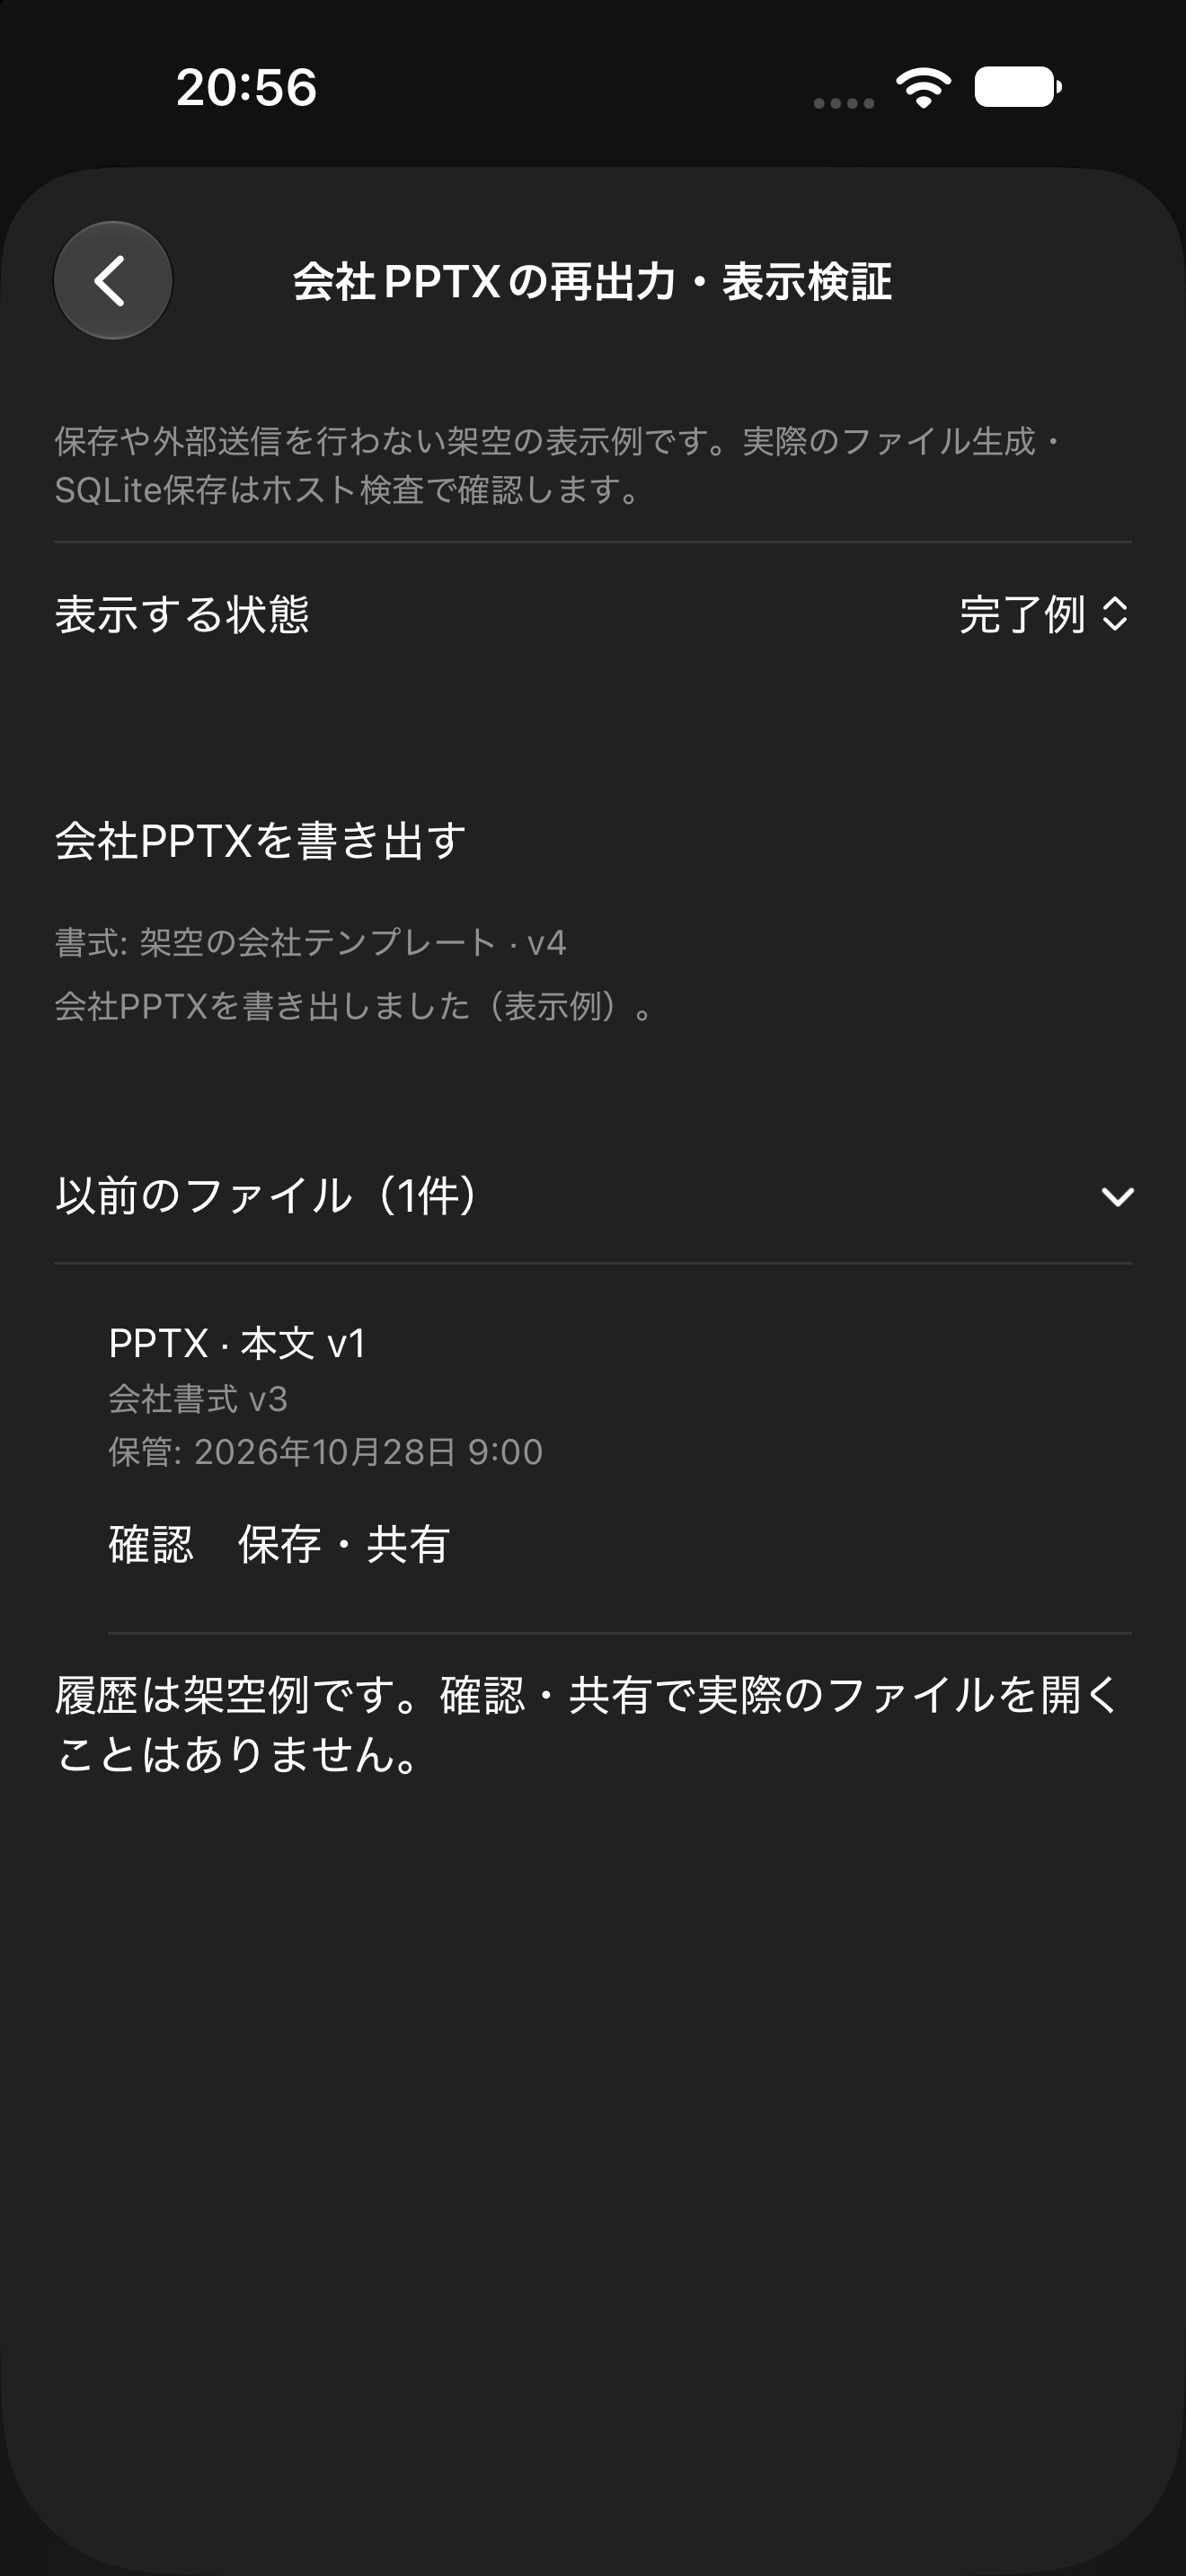 20:56
会社PPTXの再出力・表示検証
保存や外部送信を行わない架空の表示例です。実際のファイル生成・
SQLite保存はホスト検査で確認します。
表示する状態 完了例
会社PPTXを書き出す
書式: 架空の会社テンプレート · v4
会社PPTXを書き出しました（表示例）。
以前のファイル（1件）
PPTX · 本文 v1
会社書式 v3
保管: 2026年10月28日 9:00
確認 保存・共有
履歴は架空例です。確認・共有で実際のファイルを開く
ことはありません。